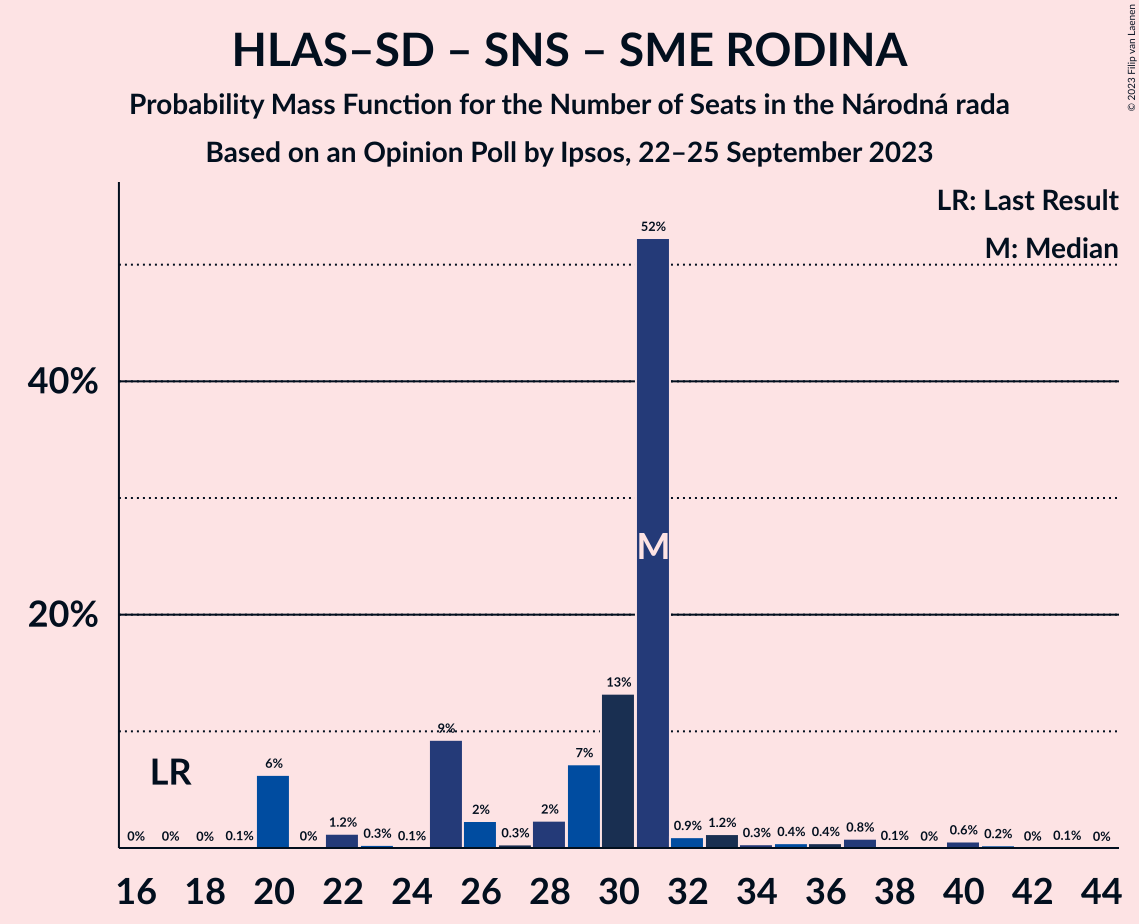 HLAS–SD – SNS – SME RODINA
Probability Mass Function for the Number of Seats in the Národná rada
Based on an Opinion Poll by Ipsos, 22–25 September 2023
© 2023 Filip van Laenen
LR: Last Result
M: Median
52%
40%
M
20%
13%
9%
7%
LR
6%
0% 0% 0% 0.1% 0% 1.2% 0.3% 0.1% 2% 0.3% 2% 0.9% 1.2% 0.3% 0.4% 0.4% 0.8% 0.1% 0% 0.6% 0.2% 0% 0.1% 0%
16 18 20 22 24 26 28 30 32 34 36 38 40 42 44